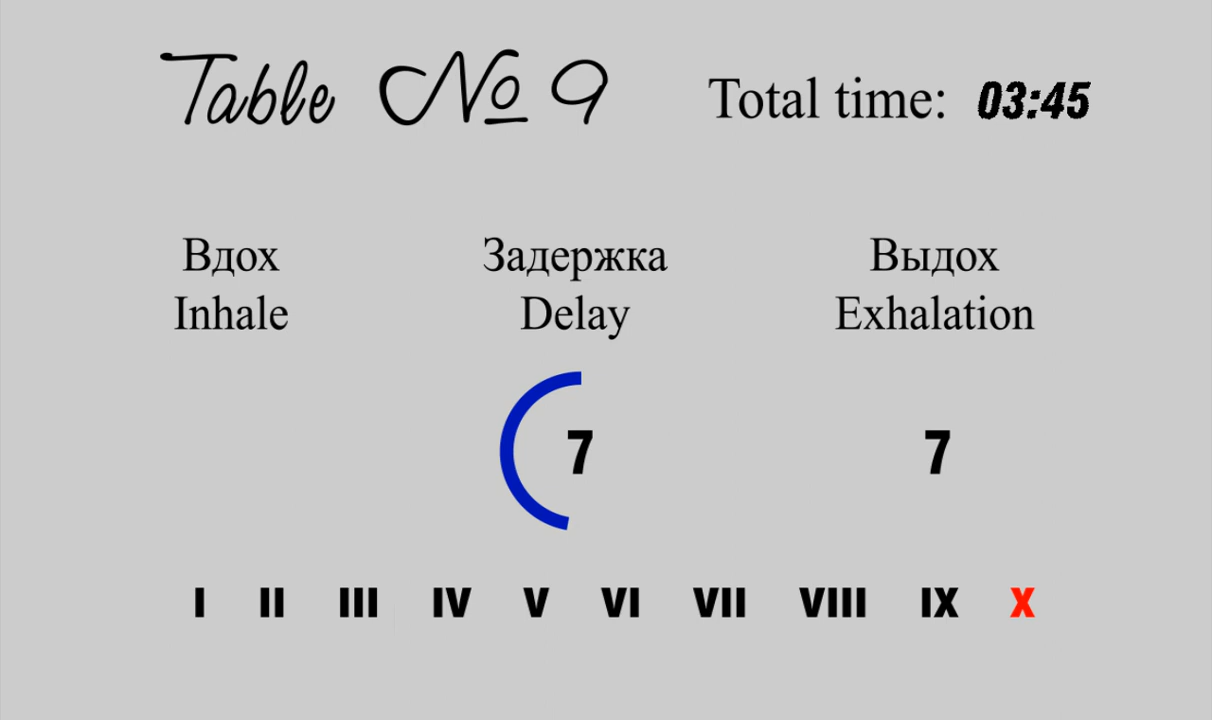 Table № 9 Total time: 03:45
Вдох Задержка Выдох
Inhale Delay Exhalation
7 7
I II III IV V VI VII VIII IX X